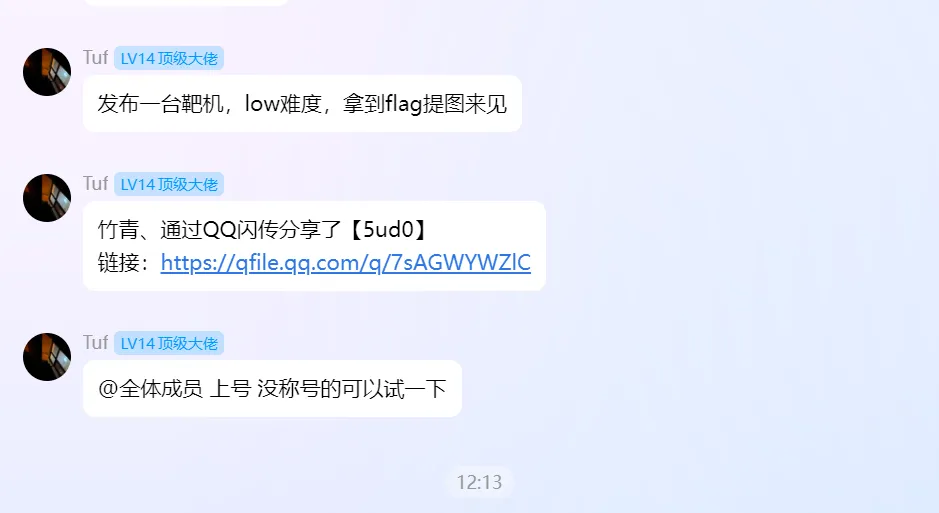 Tuf LV14 顶级大佬
发布一台靶机，low难度，拿到flag提图来见
Tuf LV14 顶级大佬
竹青、通过QQ闪传分享了【5ud0】
链接：https://qfile.qq.com/q/7sAGWYWZlC
Tuf LV14 顶级大佬
@全体成员 上号 没称号的可以试一下
12:13